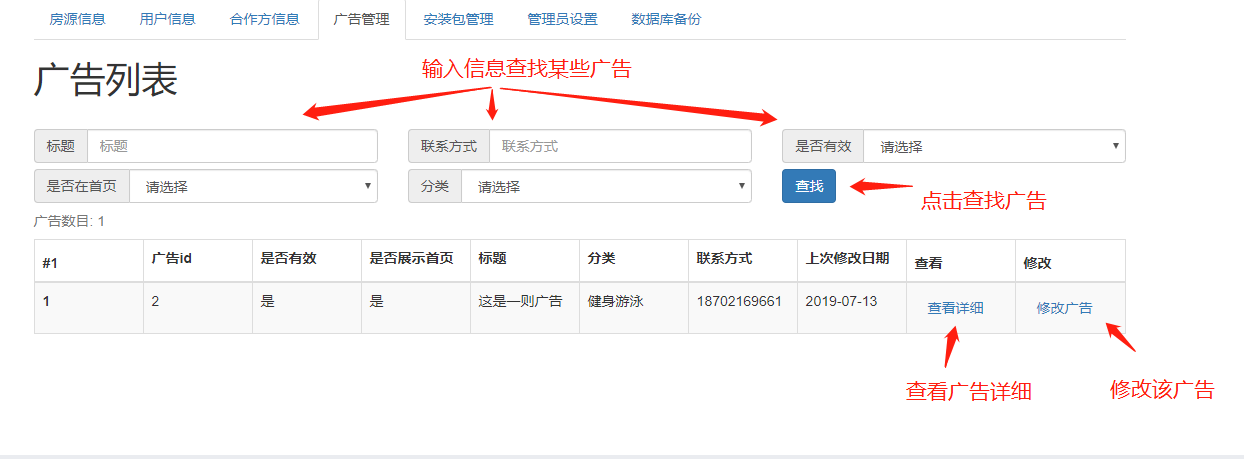 房源信息 用户信息 合作方信息 广告管理 安装包管理 管理员设置 数据库备份
广告列表
输入信息查找某些广告
标题 标题 联系方式 联系方式 是否有效 请选择
是否在首页 请选择 分类 请选择 查找
点击查找广告
广告数目: 1
#1 广告id 是否有效 是否展示首页 标题 分类 联系方式 上次修改日期 查看 修改
1 2 是 是 这是一则广告 健身游泳 18702169661 2019-07-13 查看详细 修改广告
查看广告详细 修改该广告